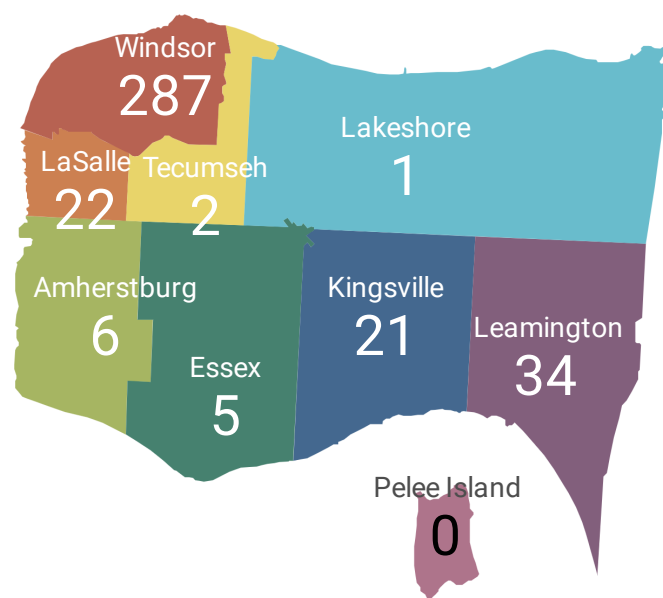 Windsor
287
Lakeshore
1
LaSalle
22
Tecumseh
2
Amherstburg
6
Kingsville
21
Leamington
34
Essex
5
Pelee Island
0